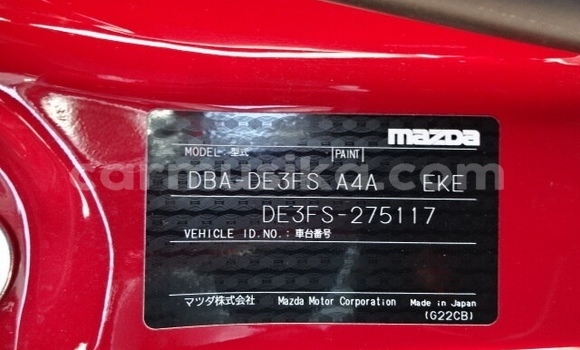 mazda
MODEL・型式 PAINT
DBA-DE3FS A4A EKE
DE3FS-275117
VEHICLE ID.NO.:車台番号
マツダ株式会社 Mazda Motor Corporation Made in Japan
(G22CB)